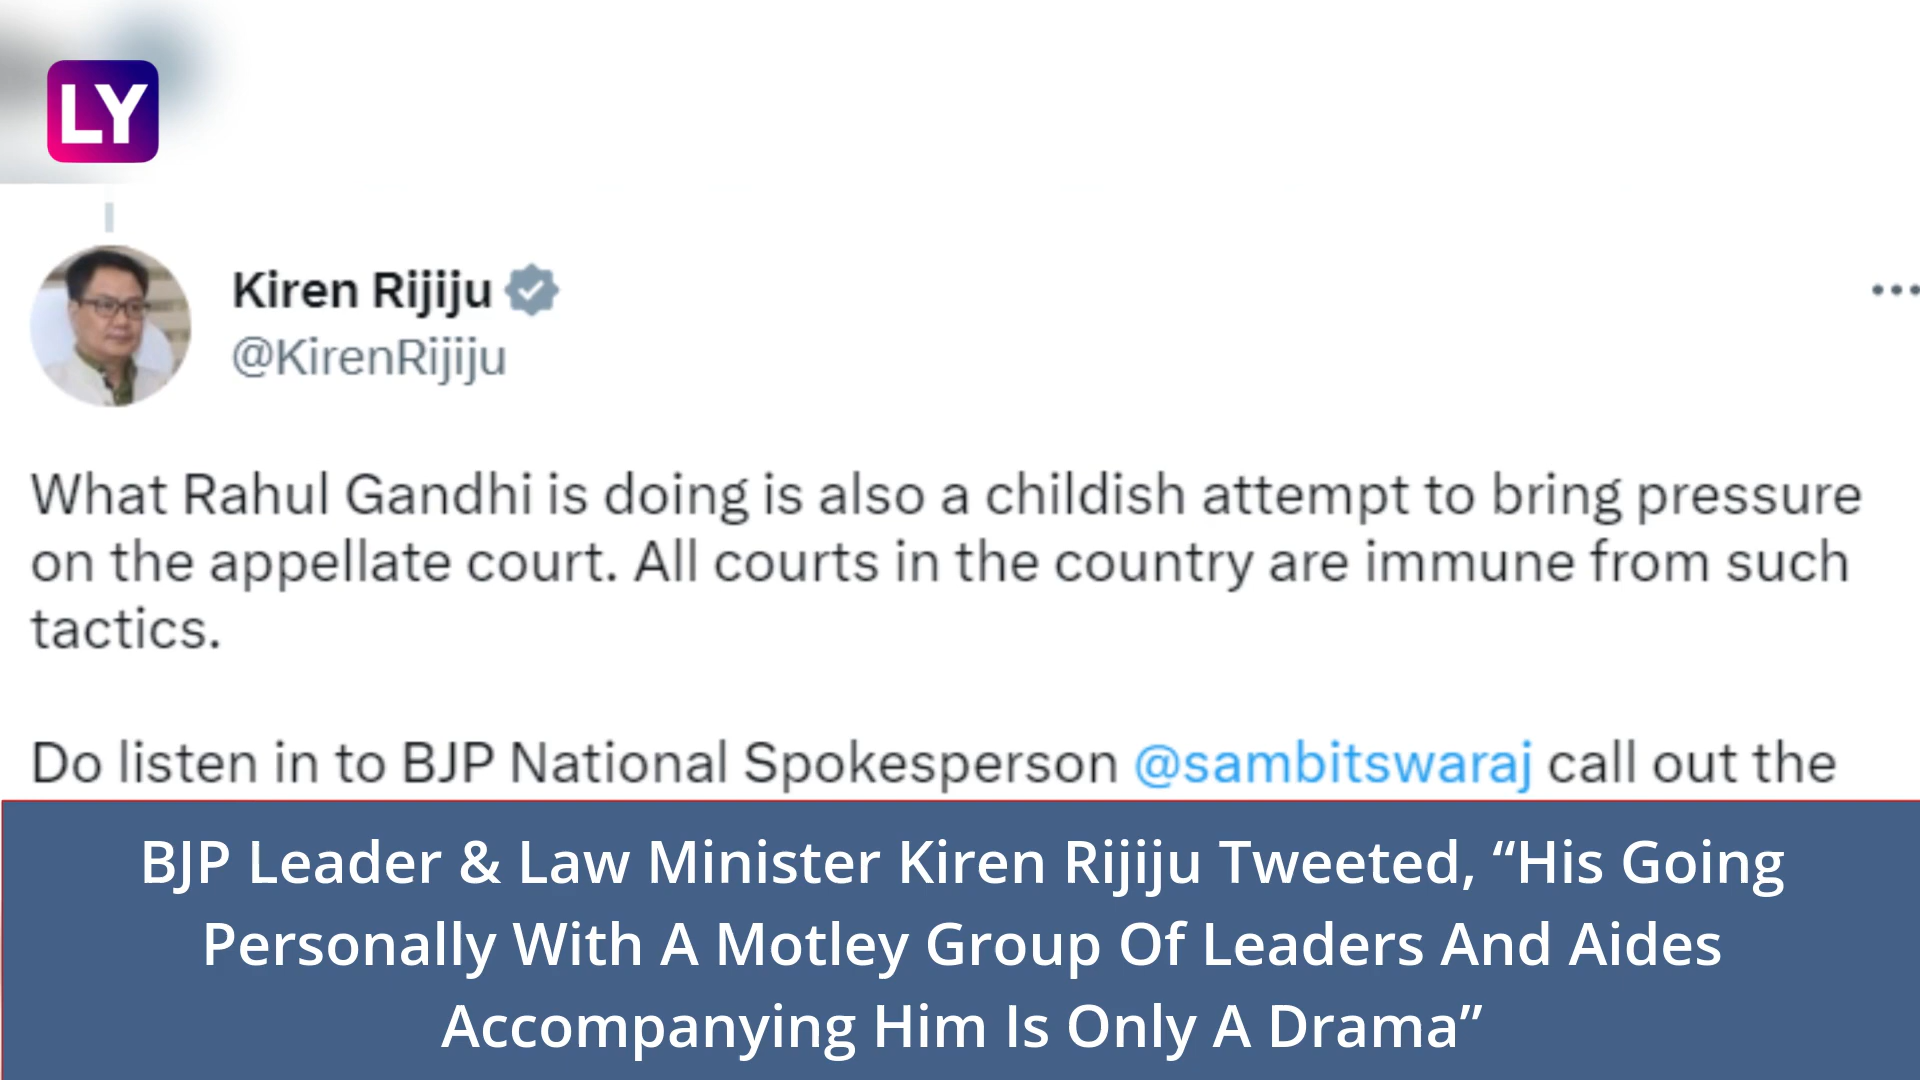 LY
Kiren Rijiju
@KirenRijiju
What Rahul Gandhi is doing is also a childish attempt to bring pressure
on the appellate court. All courts in the country are immune from such
tactics.
Do listen in to BJP National Spokesperson @sambitswaraj call out the
BJP Leader & Law Minister Kiren Rijiju Tweeted, “His Going
Personally With A Motley Group Of Leaders And Aides
Accompanying Him Is Only A Drama”